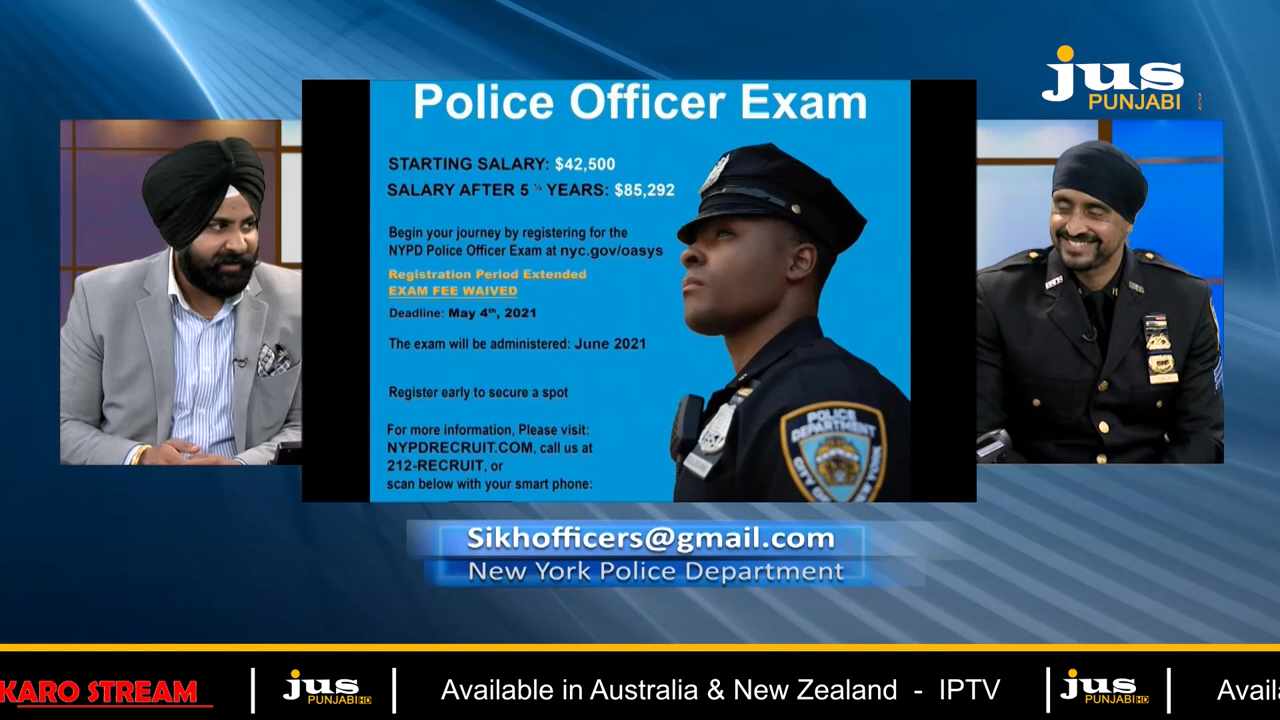 jus
PUNJABI
Police Officer Exam
STARTING SALARY: $42,500
SALARY AFTER 5 ½ YEARS: $85,292
Begin your journey by registering for the
NYPD Police Officer Exam at nyc.gov/oasys
Registration Period Extended
EXAM FEE WAIVED
Deadline: May 4th, 2021
The exam will be administered: June 2021
Register early to secure a spot
For more information, Please visit:
NYPDRECRUIT.COM, call us at
212-RECRUIT, or
scan below with your smart phone:
POLICE
DEPARTMENT
CITY OF NEW YORK
Sikhofficers@gmail.com
New York Police Department
KARO STREAM
jus
PUNJABI HD
Available in Australia & New Zealand - IPTV
jus
PUNJABI HD
Availa